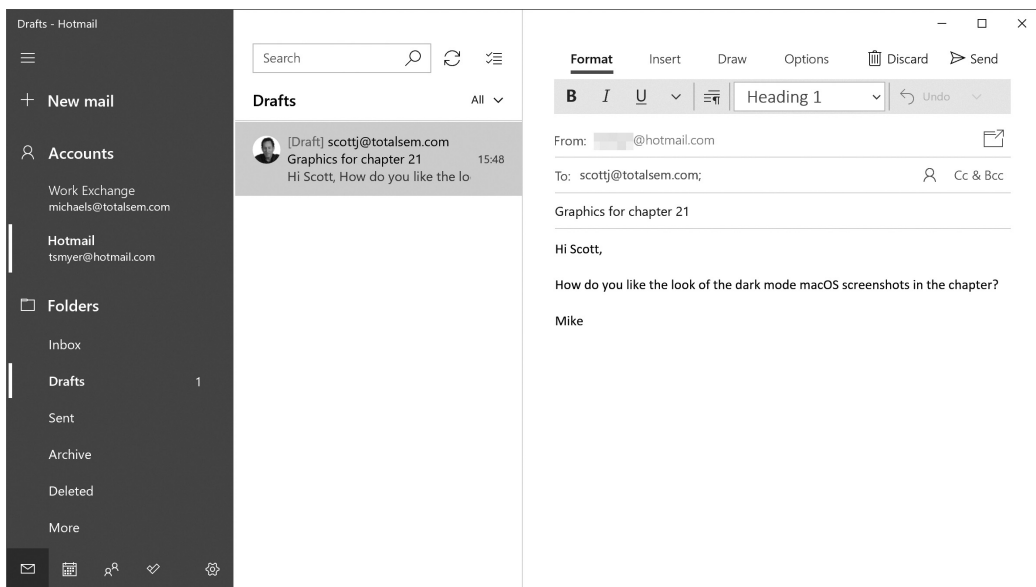 Drafts - Hotmail
New mail
Accounts
Work Exchange
michaels@totalsem.com
Hotmail
tsmyer@hotmail.com
Folders
Inbox
Drafts 1
Sent
Archive
Deleted
More
Search
Drafts All
[Draft] scottj@totalsem.com
Graphics for chapter 21 15:48
Hi Scott, How do you like the lo
Format Insert Draw Options Discard Send
B I U Heading 1 Undo
From: @hotmail.com
To: scottj@totalsem.com; Cc & Bcc
Graphics for chapter 21
Hi Scott,
How do you like the look of the dark mode macOS screenshots in the chapter?
Mike